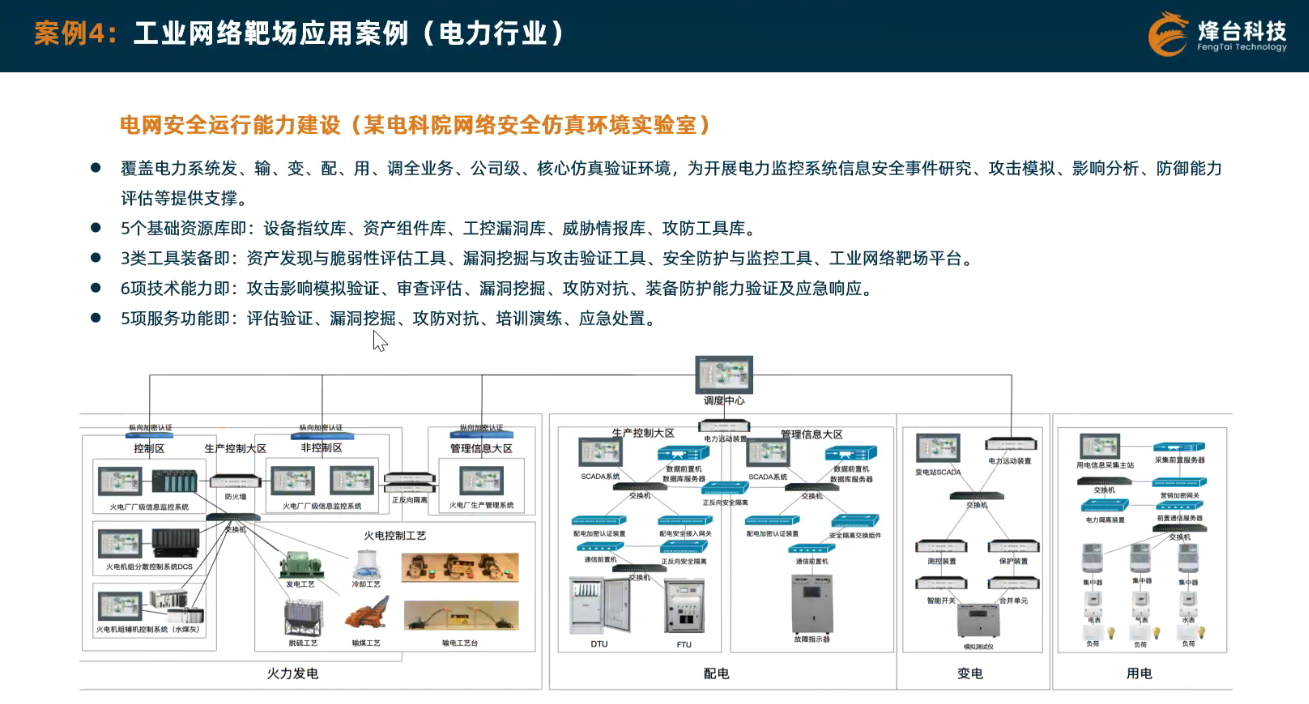 案例4：工业网络靶场应用案例（电力行业）
烽台科技
FengTai Technology
电网安全运行能力建设（某电科院网络安全仿真环境实验室）
● 覆盖电力系统发、输、变、配、用、调全业务、公司级、核心仿真验证环境，为开展电力监控系统信息安全事件研究、攻击模拟、影响分析、防御能力
评估等提供支撑。
● 5个基础资源库即：设备指纹库、资产组件库、工控漏洞库、威胁情报库、攻防工具库。
● 3类工具装备即：资产发现与脆弱性评估工具、漏洞挖掘与攻击验证工具、安全防护与监控工具、工业网络靶场平台。
● 6项技术能力即：攻击影响模拟验证、审查评估、漏洞挖掘、攻防对抗、装备防护能力验证及应急响应。
● 5项服务功能即：评估验证、漏洞挖掘、攻防对抗、培训演练、应急处置。
调度中心
纵向加密认证
纵向加密认证
纵向加密认证
控制区
生产控制大区
非控制区
管理信息大区
火电厂厂级信息监控系统
防火墙
火电厂厂级信息监控系统
正反向隔离
火电厂生产管理系统
交换机
火电控制工艺
火电机组分散控制系统DCS
发电工艺
冷却工艺
火电机组辅机控制系统（水煤灰）
脱硫工艺
输煤工艺
输电工艺台
火力发电
生产控制大区
电力远动装置
管理信息大区
SCADA系统
数据前置机
数据库服务器
SCADA系统
数据前置机
数据库服务器
交换机
正反向安全隔离
交换机
配电加密认证装置
配电安全接入网关
配电加密认证装置
安全隔离交换组件
通信前置机
正反向安全隔离
通信前置机
交换机
DTU
FTU
故障指示器
配电
变电站SCADA
电力远动装置
交换机
测控装置
保护装置
智能开关
合并单元
模拟测试仪
变电
用电信息采集主站
采集前置服务器
交换机
营销加密网关
电力隔离装置
前置通信服务器
交换机
集中器
集中器
集中器
电表
气表
水表
负荷
负荷
负荷
用电